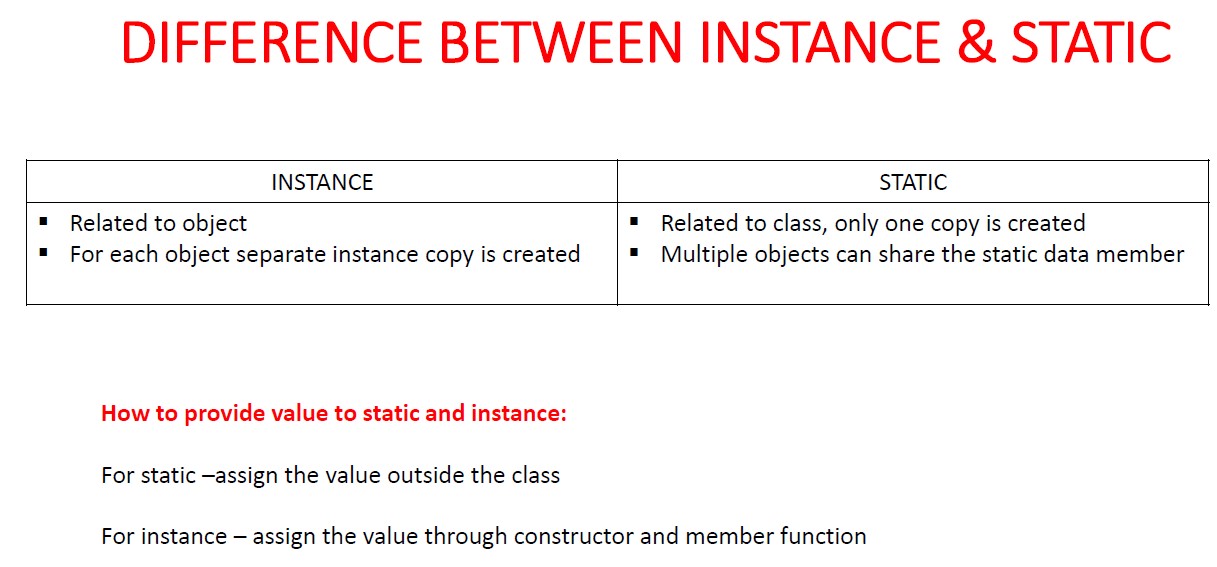 DIFFERENCE BETWEEN INSTANCE & STATIC
INSTANCE
STATIC
▪ Related to object
▪ For each object separate instance copy is created
▪ Related to class, only one copy is created
▪ Multiple objects can share the static data member
How to provide value to static and instance:
For static –assign the value outside the class
For instance – assign the value through constructor and member function